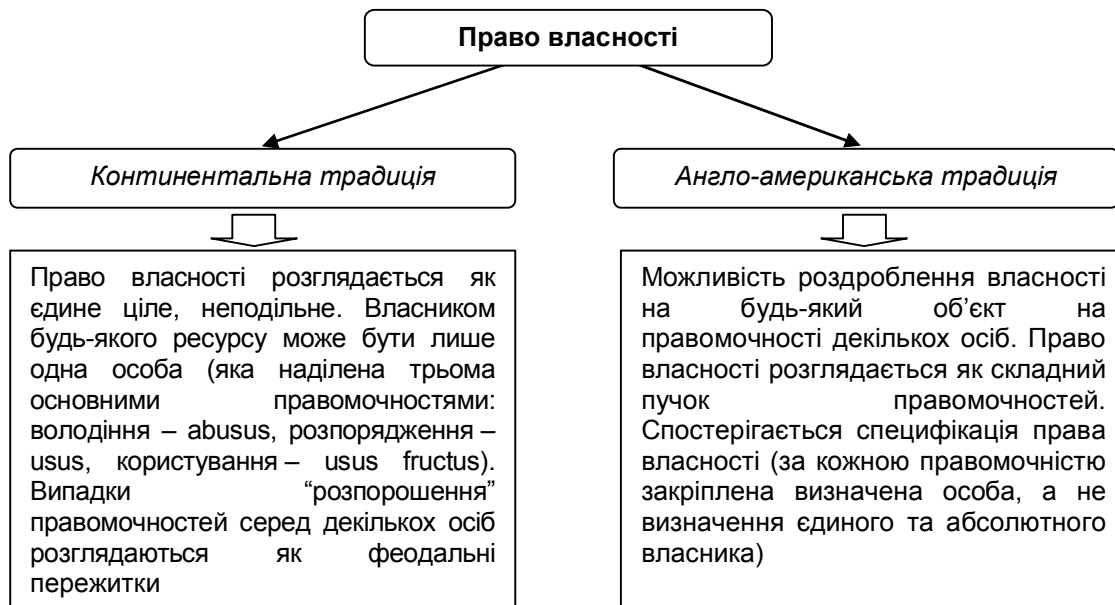 Право власності
Континентальна традиція
Англо-американська традиція
Право власності розглядається як
єдине ціле, неподільне. Власником
будь-якого ресурсу може бути лише
одна особа (яка наділена трьома
основними правомочностями:
володіння – abusus, розпорядження –
usus, користування – usus fructus).
Випадки “розпорошення”
правомочностей серед декількох осіб
розглядаються як феодальні
пережитки
Можливість роздроблення власності
на будь-який об’єкт на
правомочності декількох осіб. Право
власності розглядається як складний
пучок правомочностей.
Спостерігається специфікація права
власності (за кожною правомочністю
закріплена визначена особа, а не
визначення єдиного та абсолютного
власника)